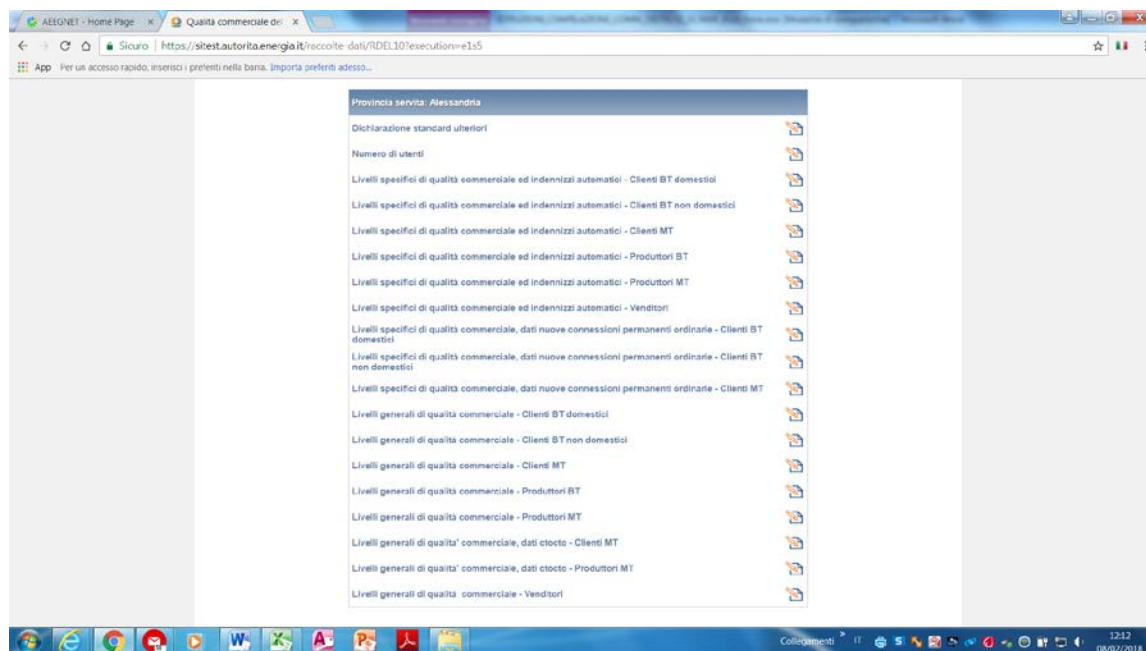 AEEGNET - Home Page
Qualità commerciale del
Sicuro | https://sitest.autorita.energia.it/raccolte-dati/RDEL10?execution=e1s5
App Per un accesso rapido, inserisci i preferiti nella barra. Importa preferiti adesso...
Provincia servita: Alessandria
Dichiarazione standard ulteriori
Numero di utenti
Livelli specifici di qualità commerciale ed indennizzi automatici - Clienti BT domestici
Livelli specifici di qualità commerciale ed indennizzi automatici - Clienti BT non domestici
Livelli specifici di qualità commerciale ed indennizzi automatici - Clienti MT
Livelli specifici di qualità commerciale ed indennizzi automatici - Produttori BT
Livelli specifici di qualità commerciale ed indennizzi automatici - Produttori MT
Livelli specifici di qualità commerciale ed indennizzi automatici - Venditori
Livelli specifici di qualità commerciale, dati nuove connessioni permanenti ordinarie - Clienti BT
domestici
Livelli specifici di qualità commerciale, dati nuove connessioni permanenti ordinarie - Clienti BT
non domestici
Livelli specifici di qualità commerciale, dati nuove connessioni permanenti ordinarie - Clienti MT
Livelli generali di qualità commerciale - Clienti BT domestici
Livelli generali di qualità commerciale - Clienti BT non domestici
Livelli generali di qualità commerciale - Clienti MT
Livelli generali di qualità commerciale - Produttori BT
Livelli generali di qualità commerciale - Produttori MT
Livelli generali di qualita' commerciale, dati ctocto - Clienti MT
Livelli generali di qualita' commerciale, dati ctocto - Produttori MT
Livelli generali di qualità commerciale - Venditori
Collegamenti » IT 12:12
08/02/2018